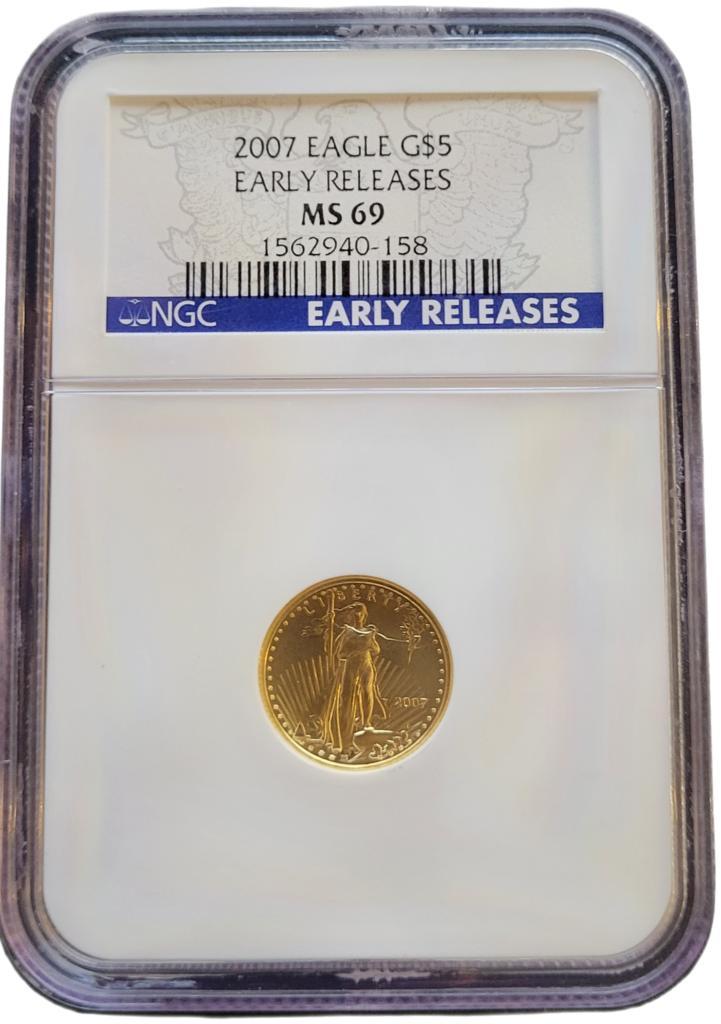 2007 EAGLE G$5
EARLY RELEASES
MS 69
1562940-158
NGC EARLY RELEASES
LIBERTY
2007